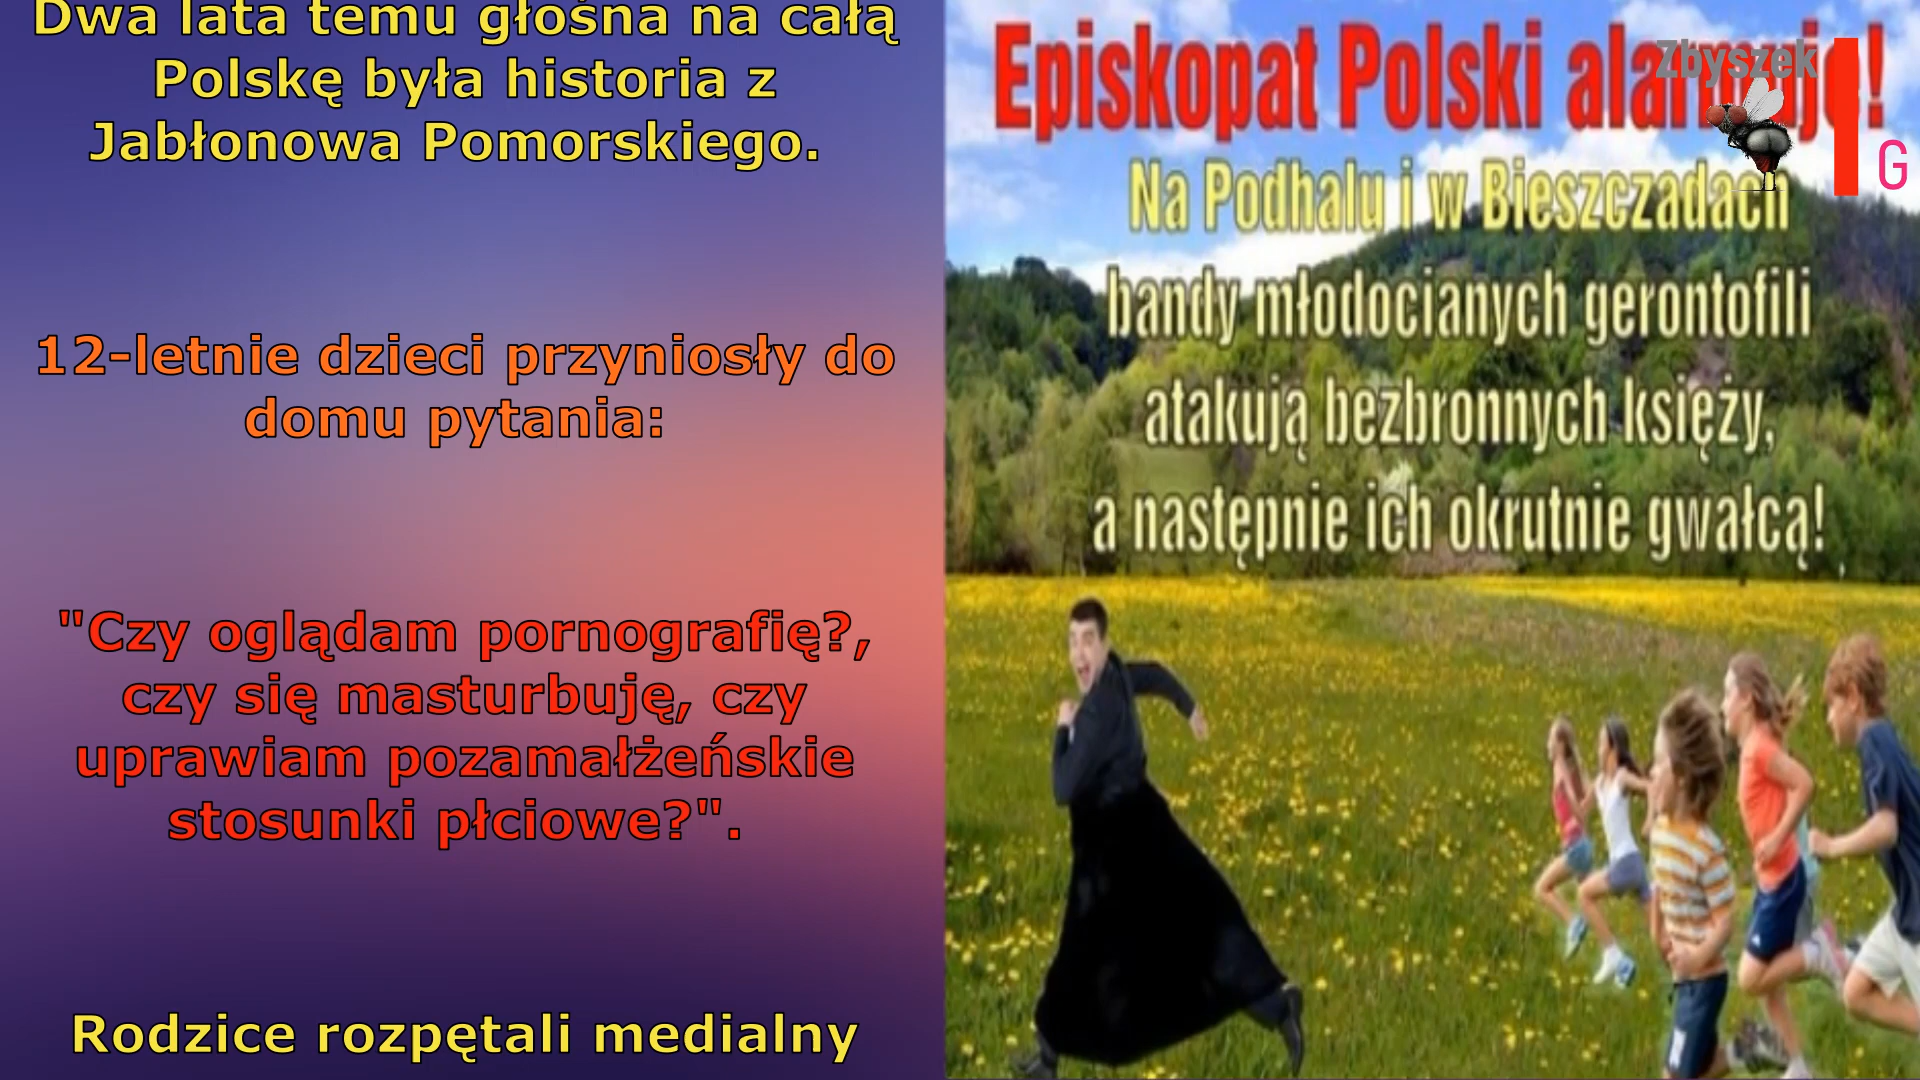 Dwa lata temu głośna na całą
Polskę była historia z
Jabłonowa Pomorskiego.
12-letnie dzieci przyniosły do
domu pytania:
"Czy oglądam pornografię?,
czy się masturbuję, czy
uprawiam pozamałżeńskie
stosunki płciowe?".
Rodzice rozpętali medialny
Episkopat Polski alarmuje!
Zbyszek
G
Na Podhalu i w Bieszczadach
bandy młodocianych gerontofili
atakują bezbronnych księży,
a następnie ich okrutnie gwałcą!